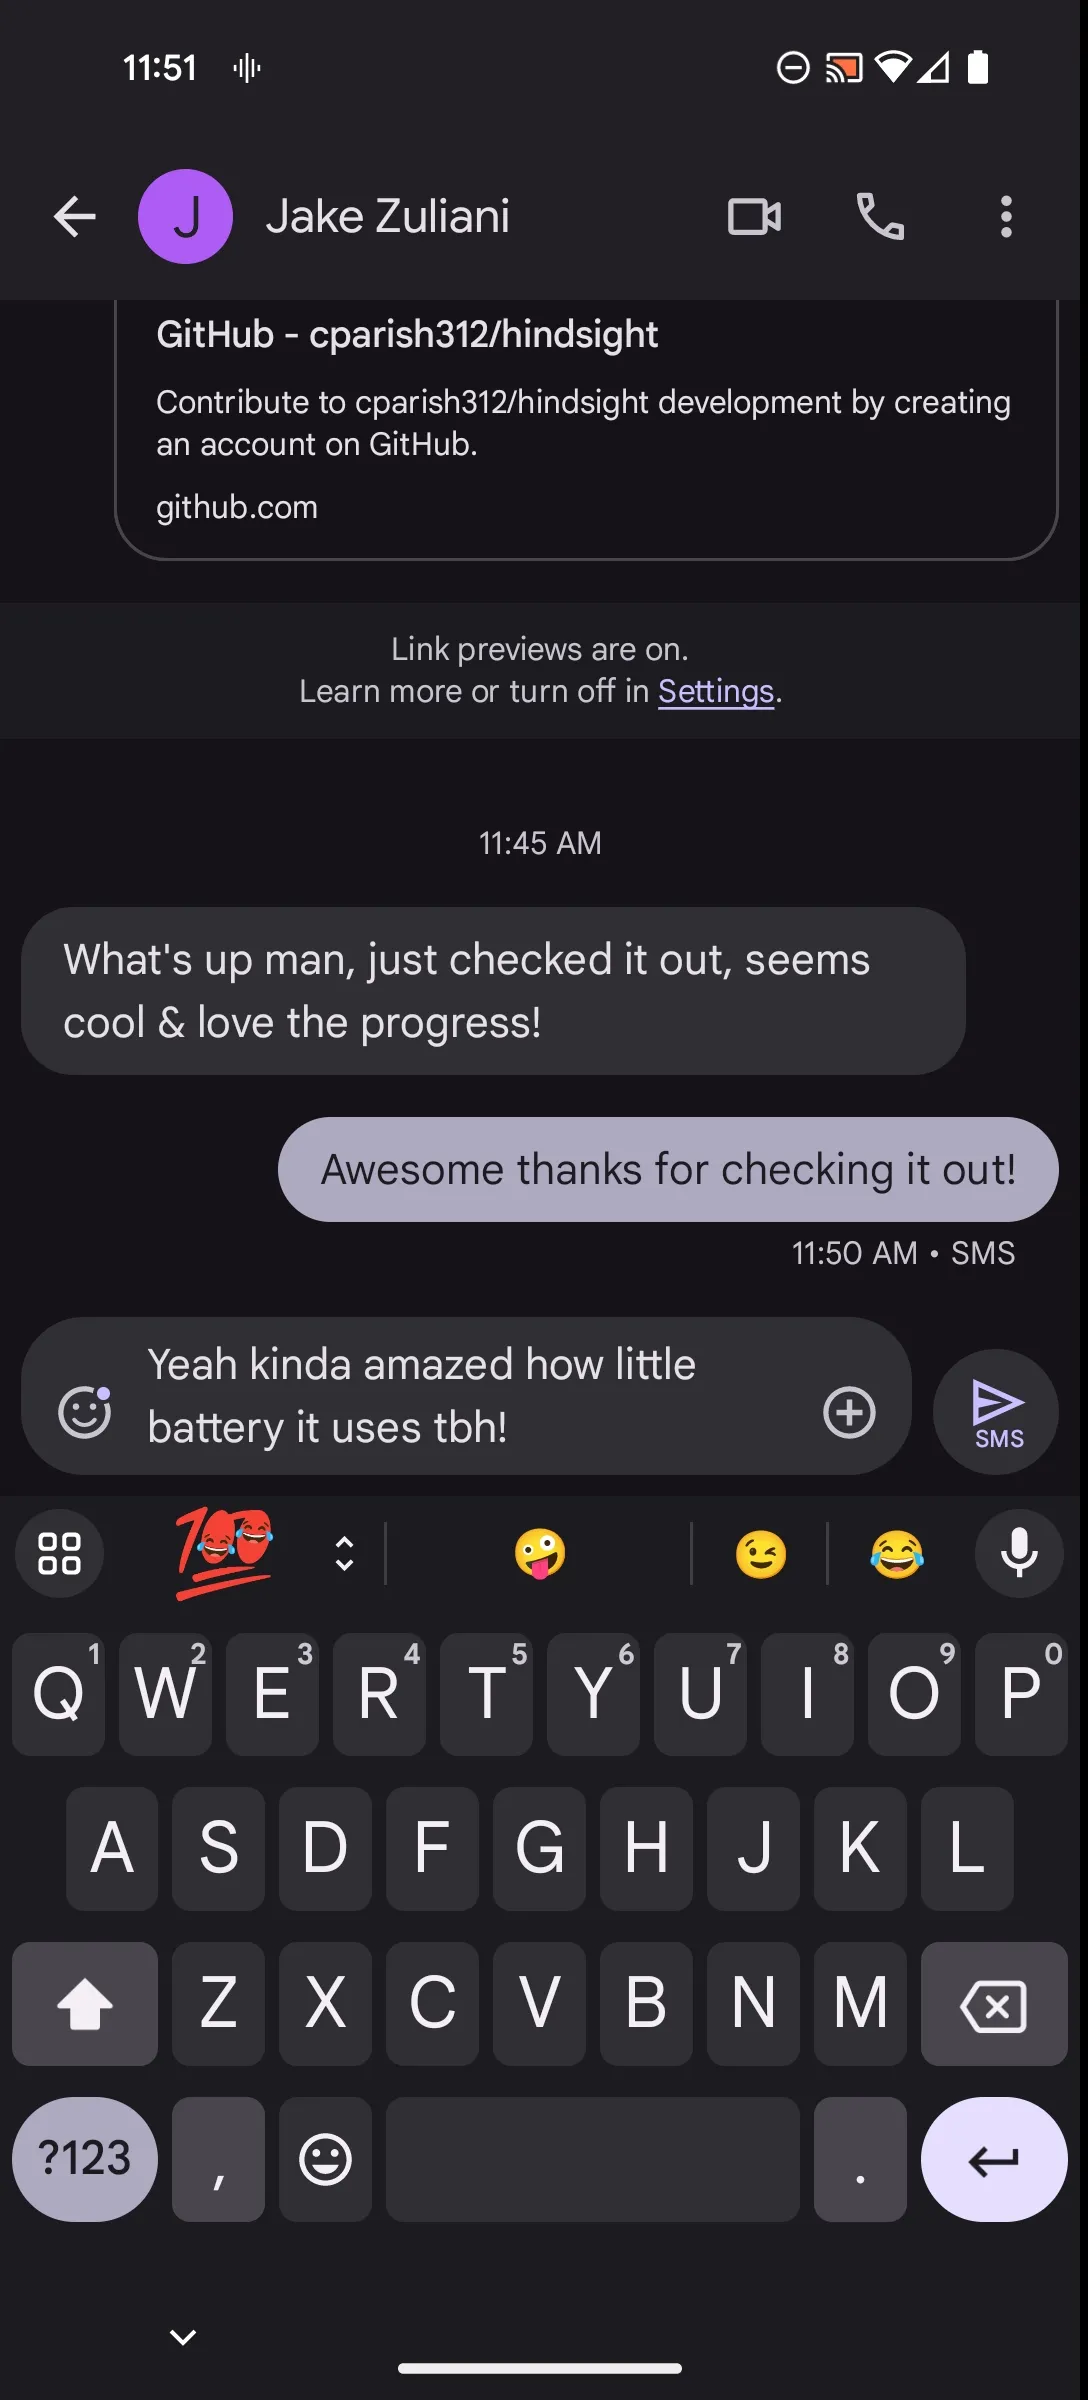 11:51
J
Jake Zuliani
GitHub - cparish312/hindsight
Contribute to cparish312/hindsight development by creating
an account on GitHub.
github.com
Link previews are on.
Learn more or turn off in Settings.
11:45 AM
What's up man, just checked it out, seems
cool & love the progress!
Awesome thanks for checking it out!
11:50 AM • SMS
Yeah kinda amazed how little
battery it uses tbh!
SMS
💯 😂 😂 🤪 😉 😂
1 2 3 4 5 6 7 8 9 0
Q W E R T Y U I O P
A S D F G H J K L
Z X C V B N M
?123 , .